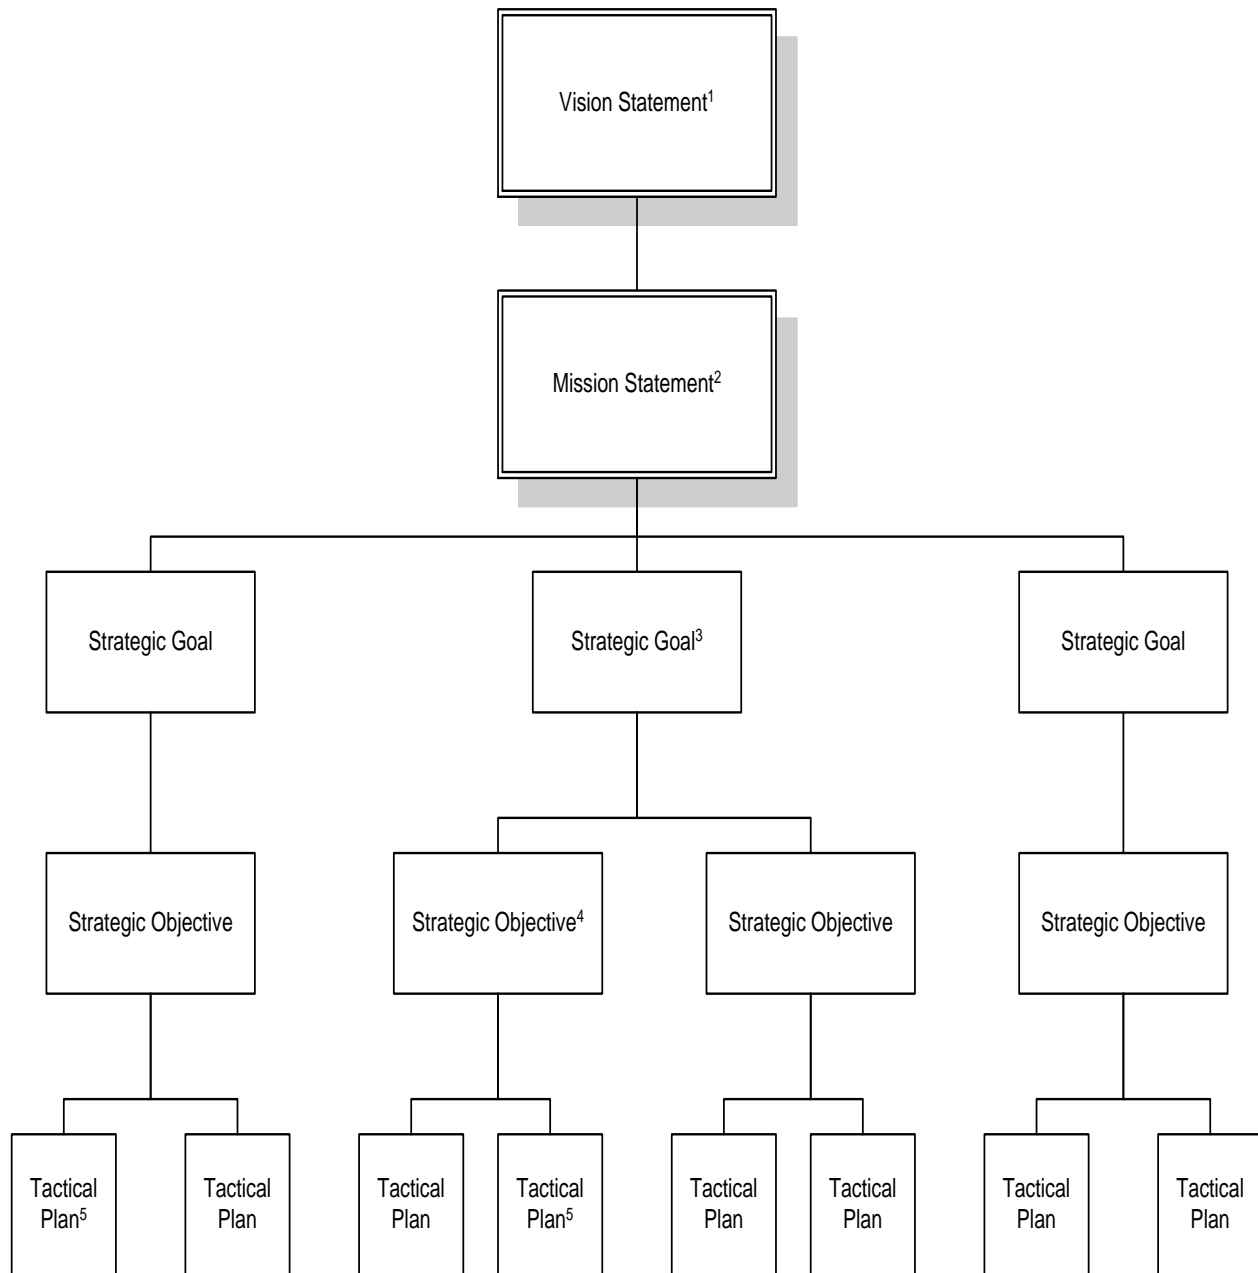 Vision Statement¹
Mission Statement²
Strategic Goal
Strategic Goal³
Strategic Goal
Strategic Objective
Strategic Objective⁴
Strategic Objective
Strategic Objective
Tactical
Plan⁵
Tactical
Plan
Tactical
Plan
Tactical
Plan⁵
Tactical
Plan
Tactical
Plan
Tactical
Plan
Tactical
Plan